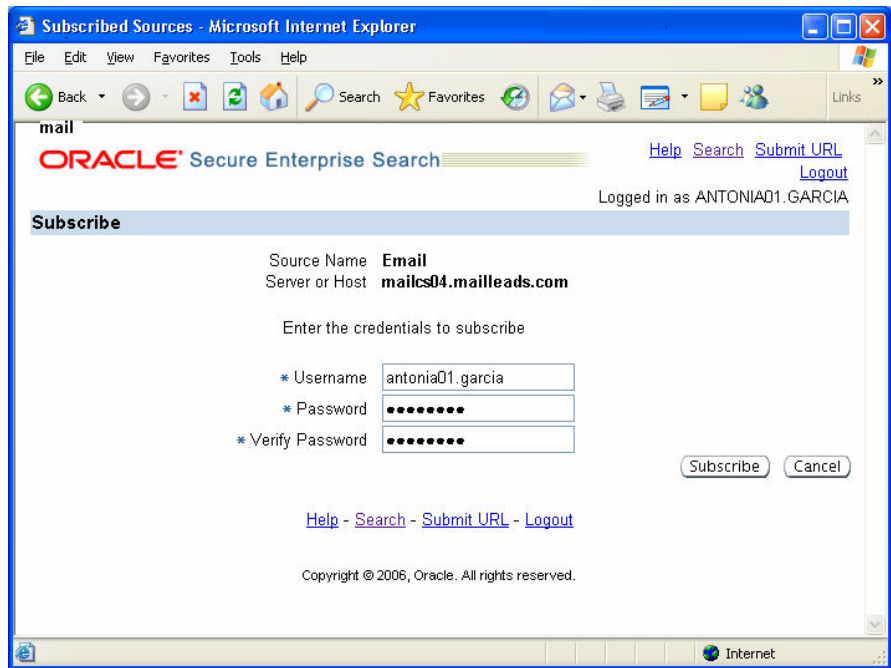 Subscribed Sources - Microsoft Internet Explorer
File Edit View Favorites Tools Help
Back Search Favorites Links »
mail
ORACLE' Secure Enterprise Search
Help Search Submit URL
Logout
Logged in as ANTONIA01.GARCIA
Subscribe
Source Name Email
Server or Host mailcs04.mailleads.com
Enter the credentials to subscribe
* Username antonia01.garcia
* Password ••••••••
* Verify Password ••••••••
Subscribe Cancel
Help - Search - Submit URL - Logout
Copyright © 2006, Oracle. All rights reserved.
Internet